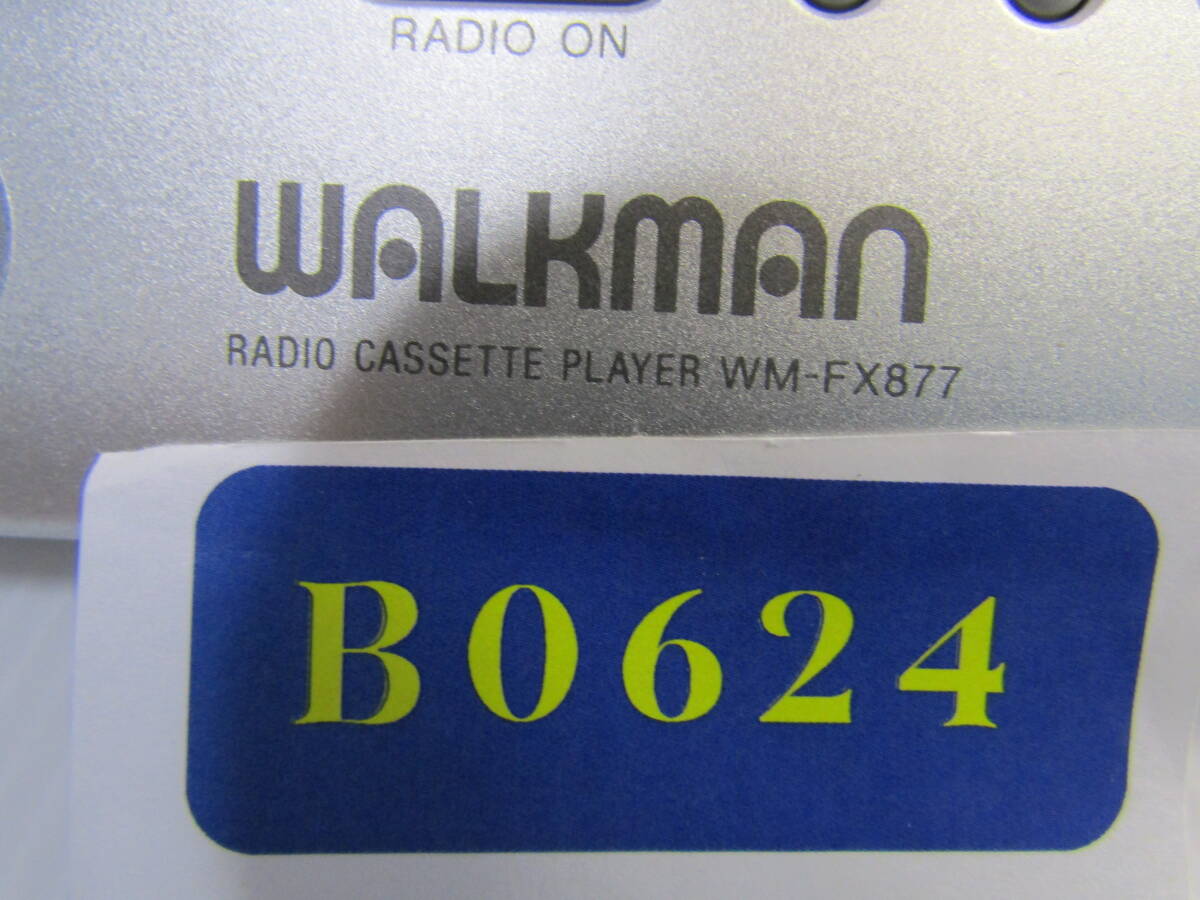 RADIO ON
WALKMAN
RADIO CASSETTE PLAYER WM-FX877
B0624